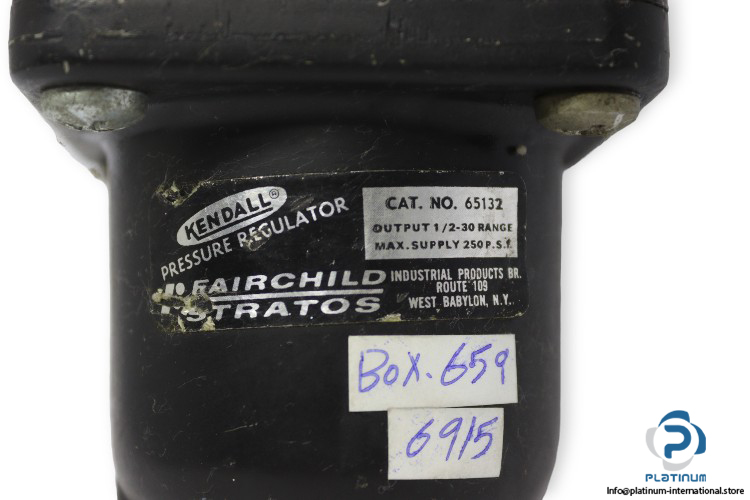 KENDALL®
PRESSURE REGULATOR
CAT. NO. 65132
OUTPUT 1/2-30 RANGE
MAX. SUPPLY 250 P.S.I.
FAIRCHILD
STRATOS
INDUSTRIAL PRODUCTS BR.
ROUTE 109
WEST BABYLON, N.Y.
BOX.659
6915
PLATINUM
Info@platinum-international.store